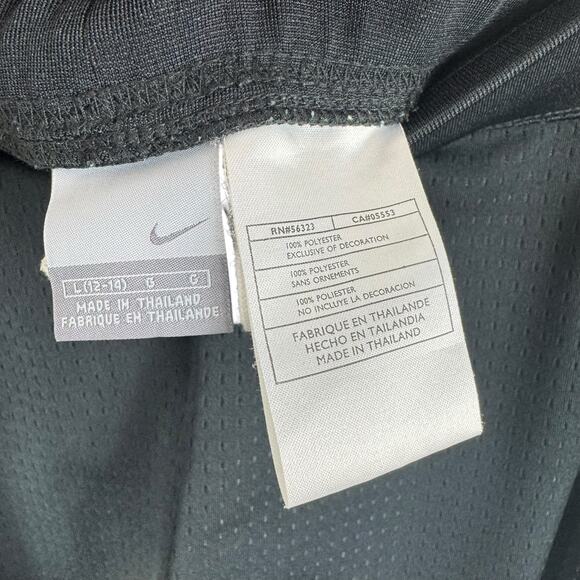 L (12-14) G G
MADE IN THAILAND
FABRIQUE EN THAILANDE
RN#56323 CA#05553
100% POLYESTER
EXCLUSIVE OF DECORATION
100% POLYESTER
SANS ORNEMENTS
100% POLIESTER
NO INCLUYE LA DECORACION
FABRIQUE EN THAILANDE
HECHO EN TAILANDIA
MADE IN THAILAND